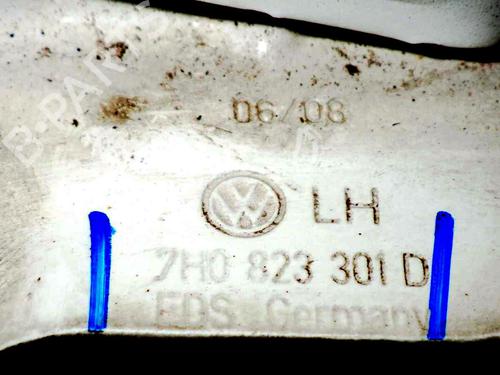 B-PARTS
06/08
LH
7H0 823 301 D
EDS Germany